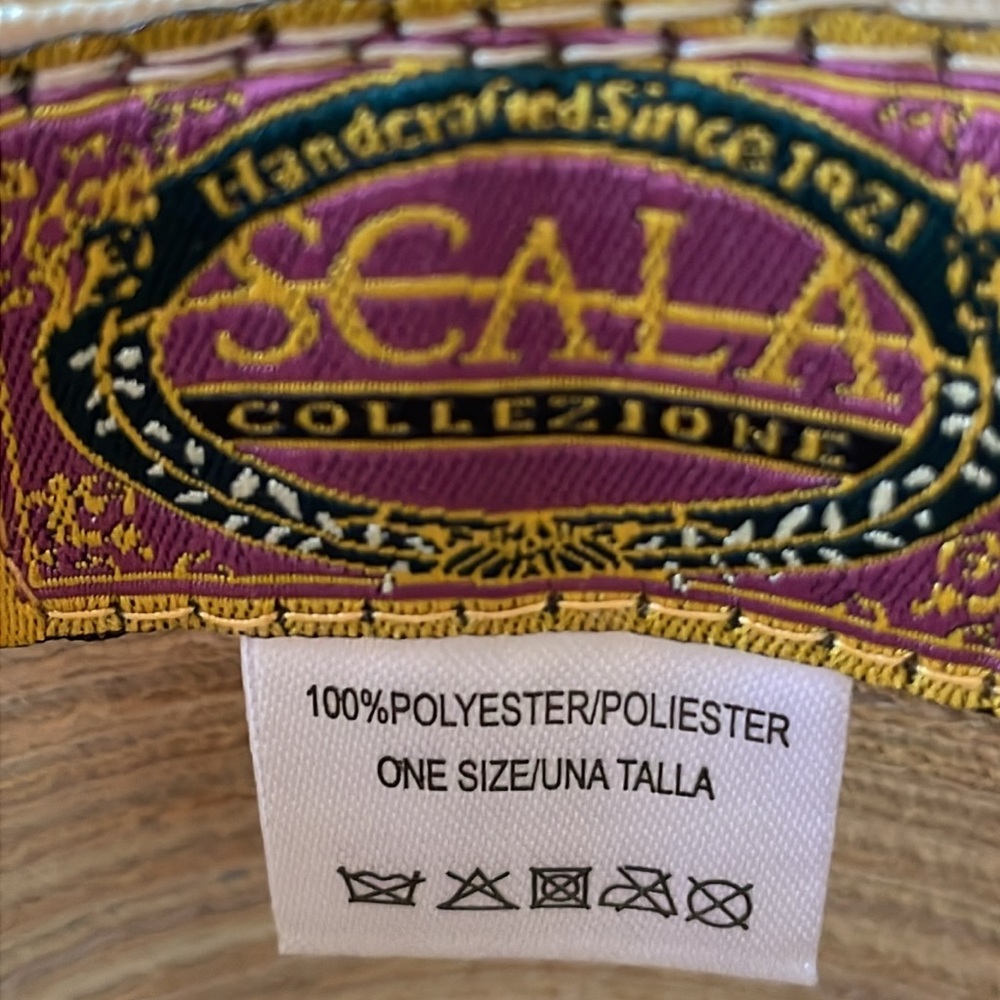 Handcrafted Since 1921
SCALA
COLLEZIONE
100%POLYESTER/POLIESTER
ONE SIZE/UNA TALLA